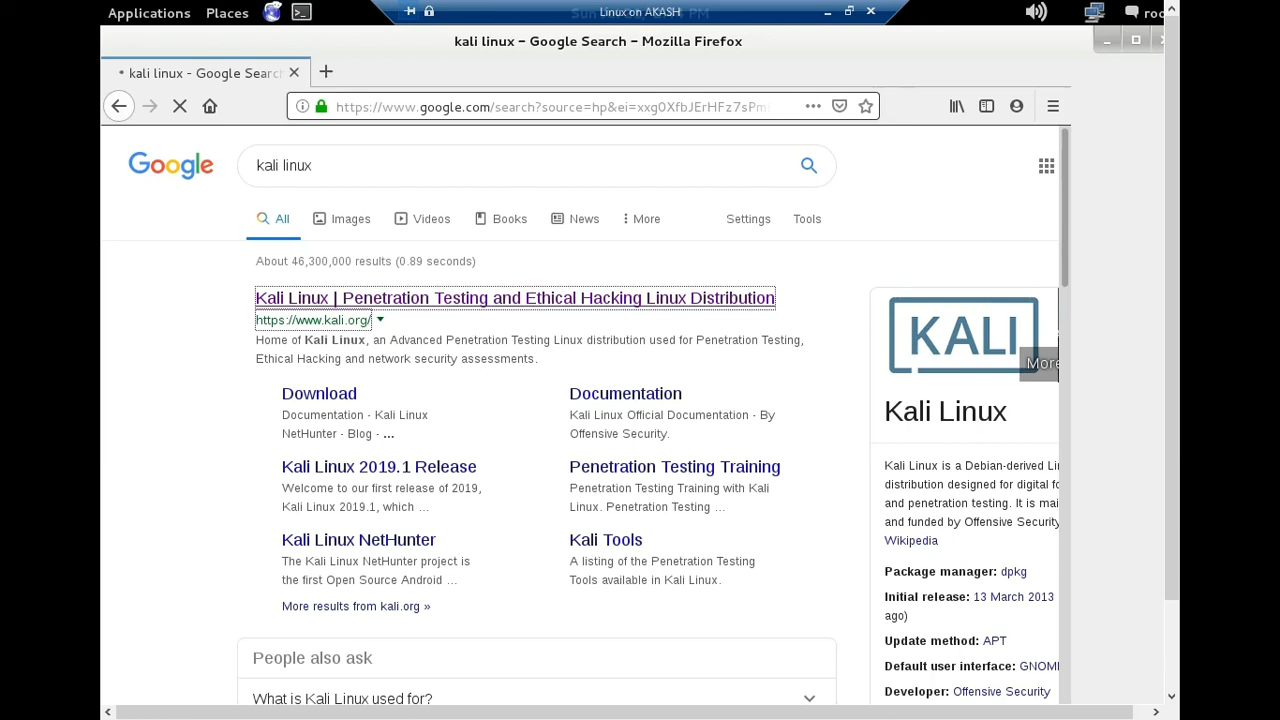 Applications Places Linux on AKASH
kali linux – Google Search – Mozilla Firefox
kali linux - Google Searc
https://www.google.com/search?source=hp&ei=xxg0XfbJErHFz7sPm
Google kali linux
All Images Videos Books News More Settings Tools
About 46,300,000 results (0.89 seconds)
Kali Linux | Penetration Testing and Ethical Hacking Linux Distribution
https://www.kali.org/
Home of Kali Linux, an Advanced Penetration Testing Linux distribution used for Penetration Testing,
Ethical Hacking and network security assessments.
Download
Documentation - Kali Linux
NetHunter - Blog - ...
Documentation
Kali Linux Official Documentation - By
Offensive Security.
Kali Linux 2019.1 Release
Welcome to our first release of 2019,
Kali Linux 2019.1, which ...
Penetration Testing Training
Penetration Testing Training with Kali
Linux. Penetration Testing ...
Kali Linux NetHunter
The Kali Linux NetHunter project is
the first Open Source Android ...
Kali Tools
A listing of the Penetration Testing
Tools available in Kali Linux.
More results from kali.org »
People also ask
What is Kali Linux used for?
KALI
More
Kali Linux
Kali Linux is a Debian-derived Li
distribution designed for digital fo
and penetration testing. It is mai
and funded by Offensive Security
Wikipedia
Package manager: dpkg
Initial release: 13 March 2013
ago)
Update method: APT
Default user interface: GNOM
Developer: Offensive Security